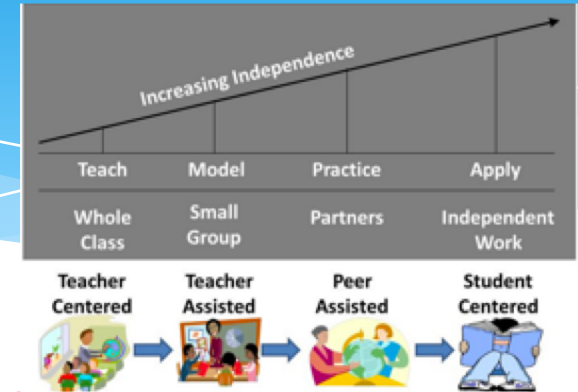 Increasing Independence
Teach Model Practice Apply
Whole Class
Small Group
Partners
Independent Work
Teacher Centered
Teacher Assisted
Peer Assisted
Student Centered